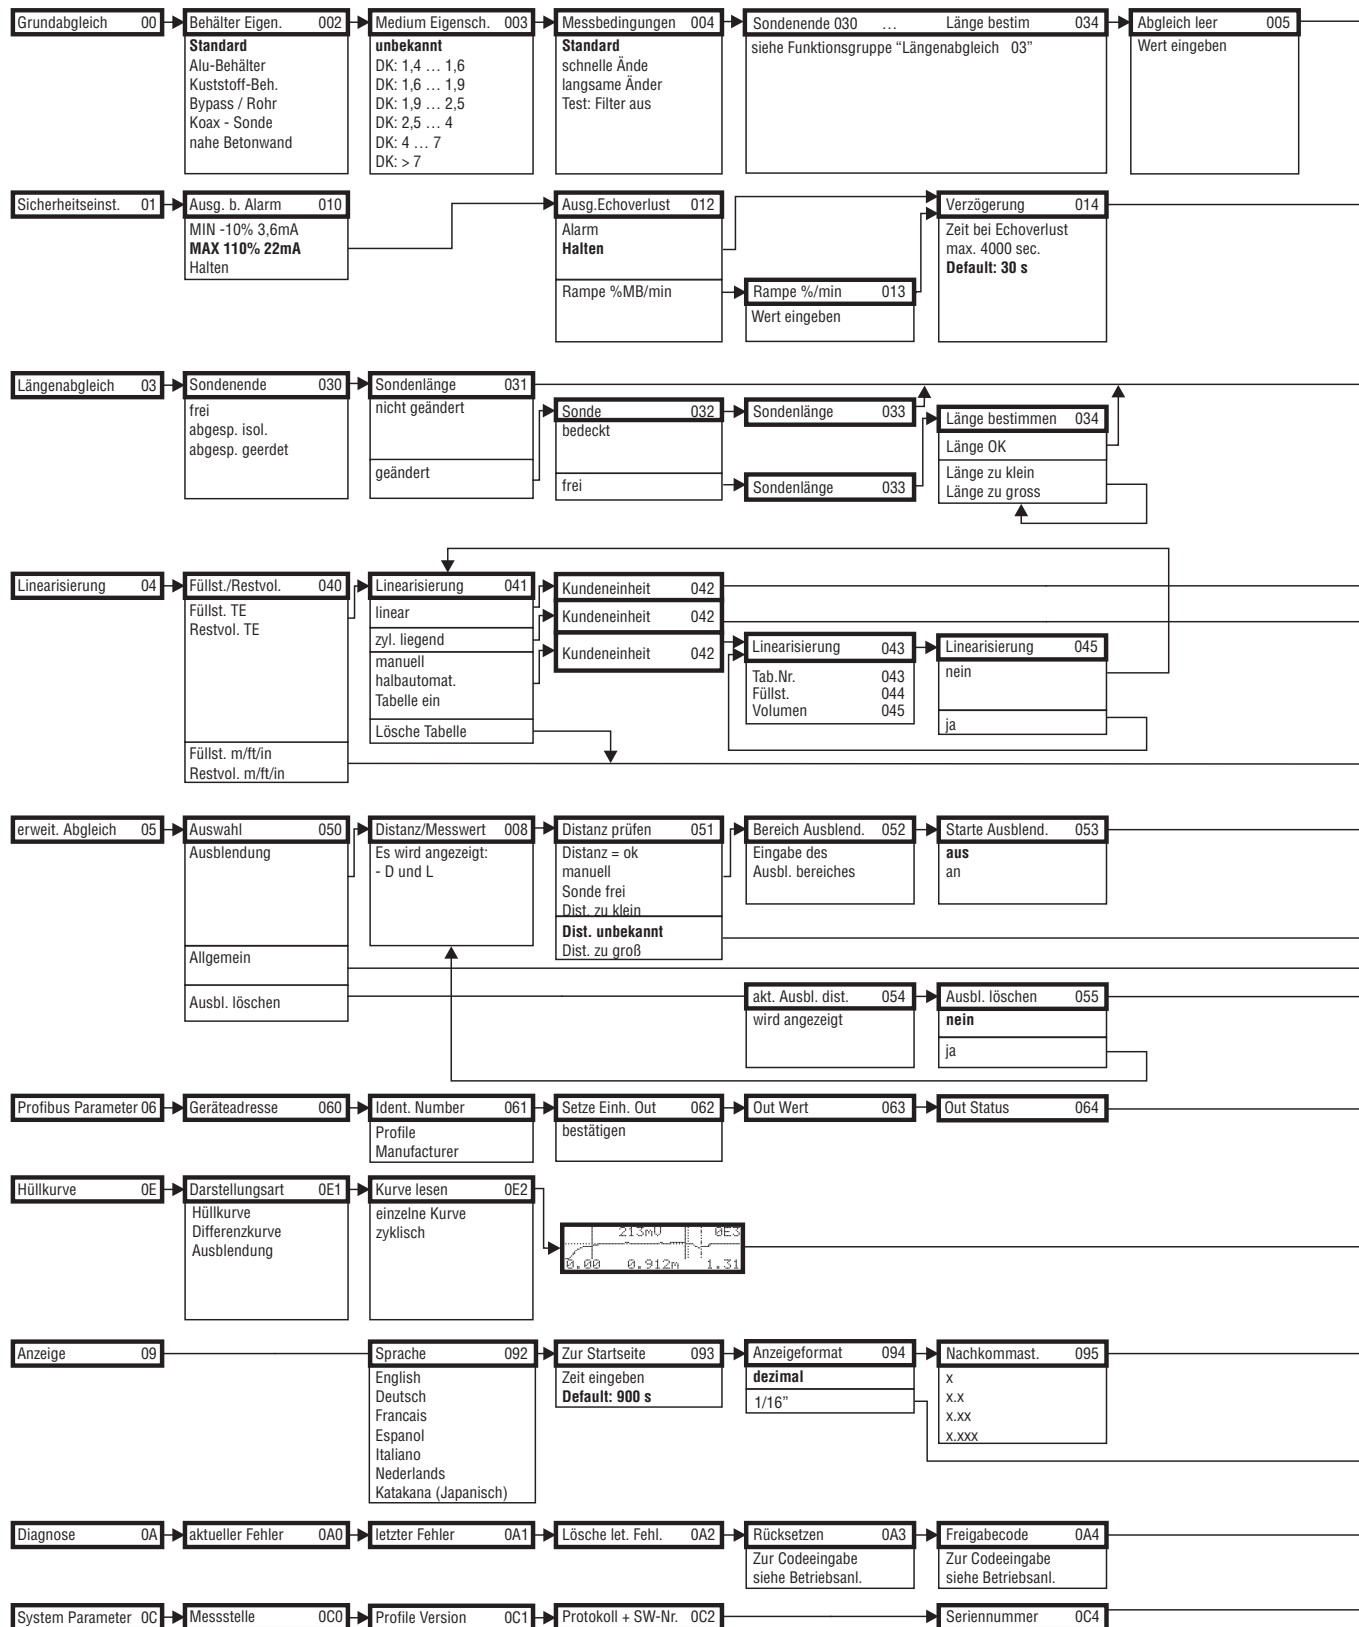 Grundabgleich 00
Behälter Eigen. 002
Standard
Alu-Behälter
Kuststoff-Beh.
Bypass / Rohr
Koax - Sonde
nahe Betonwand
Medium Eigensch. 003
unbekannt
DK: 1,4 … 1,6
DK: 1,6 … 1,9
DK: 1,9 … 2,5
DK: 2,5 … 4
DK: 4 … 7
DK: > 7
Messbedingungen 004
Standard
schnelle Ände
langsame Änder
Test: Filter aus
Sondenende 030 … Länge bestim 034
siehe Funktionsgruppe “Längenabgleich 03”
Abgleich leer 005
Wert eingeben
Sicherheitseinst. 01
Ausg. b. Alarm 010
MIN -10% 3,6mA
MAX 110% 22mA
Halten
Ausg.Echoverlust 012
Alarm
Halten
Rampe %MB/min
Rampe %/min 013
Wert eingeben
Verzögerung 014
Zeit bei Echoverlust
max. 4000 sec.
Default: 30 s
Längenabgleich 03
Sondenende 030
frei
abgesp. isol.
abgesp. geerdet
Sondenlänge 031
nicht geändert
geändert
Sonde 032
bedeckt
frei
Sondenlänge 033
Sondenlänge 033
Länge bestimmen 034
Länge OK
Länge zu klein
Länge zu gross
Linearisierung 04
Füllst./Restvol. 040
Füllst. TE
Restvol. TE
Füllst. m/ft/in
Restvol. m/ft/in
Linearisierung 041
linear
zyl. liegend
manuell
halbautomat.
Tabelle ein
Lösche Tabelle
Kundeneinheit 042
Kundeneinheit 042
Kundeneinheit 042
Linearisierung 043
Tab.Nr. 043
Füllst. 044
Volumen 045
Linearisierung 045
nein
ja
erweit. Abgleich 05
Auswahl 050
Ausblendung
Allgemein
Ausbl. löschen
Distanz/Messwert 008
Es wird angezeigt:
- D und L
Distanz prüfen 051
Distanz = ok
manuell
Sonde frei
Dist. zu klein
Dist. unbekannt
Dist. zu groß
Bereich Ausblend. 052
Eingabe des
Ausbl. bereiches
Starte Ausblend. 053
aus
an
akt. Ausbl. dist. 054
wird angezeigt
Ausbl. löschen 055
nein
ja
Profibus Parameter 06
Geräteadresse 060
Ident. Number 061
Profile
Manufacturer
Setze Einh. Out 062
bestätigen
Out Wert 063
Out Status 064
Hüllkurve 0E
Darstellungsart 0E1
Hüllkurve
Differenzkurve
Ausblendung
Kurve lesen 0E2
einzelne Kurve
zyklisch
213mV 0E3
0.00 0.912m 1.31
Anzeige 09
Sprache 092
English
Deutsch
Francais
Espanol
Italiano
Nederlands
Katakana (Japanisch)
Zur Startseite 093
Zeit eingeben
Default: 900 s
Anzeigeformat 094
dezimal
1/16”
Nachkommast. 095
x
x.x
x.xx
x.xxx
Diagnose 0A
aktueller Fehler 0A0
letzter Fehler 0A1
Lösche let. Fehl. 0A2
Rücksetzen 0A3
Zur Codeeingabe
siehe Betriebsanl.
Freigabecode 0A4
Zur Codeeingabe
siehe Betriebsanl.
System Parameter 0C
Messstelle 0C0
Profile Version 0C1
Protokoll + SW-Nr. 0C2
Seriennummer 0C4